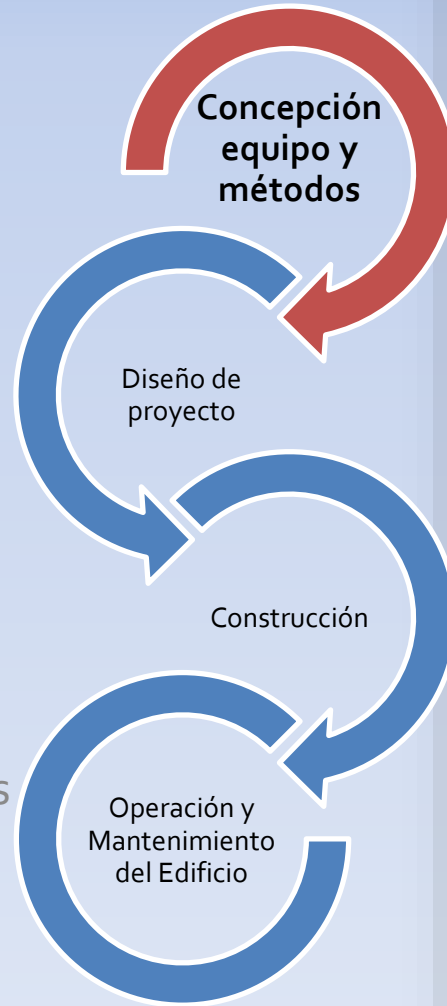 Concepción
equipo y
métodos
Diseño de
proyecto
Construcción
s
Operación y
Mantenimiento
del Edificio